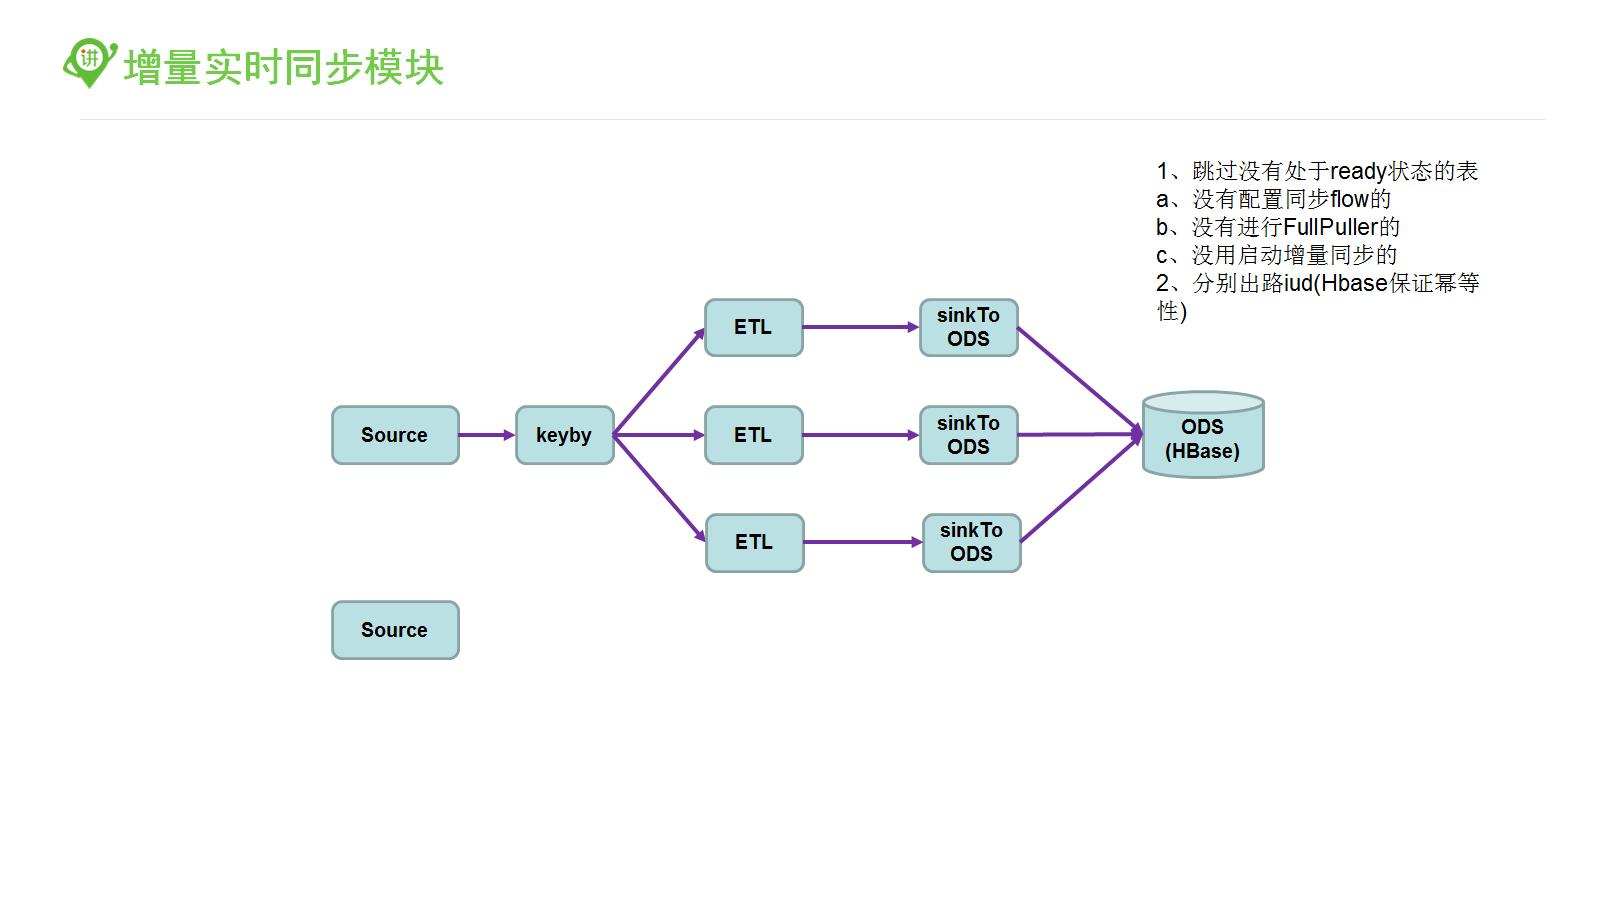 讲
增量实时同步模块
1、跳过没有处于ready状态的表
a、没有配置同步flow的
b、没有进行FullPuller的
c、没用启动增量同步的
2、分别出路iud(Hbase保证幂等
性)
ETL
sinkTo
ODS
Source
keyby
ETL
sinkTo
ODS
ODS
(HBase)
ETL
sinkTo
ODS
Source